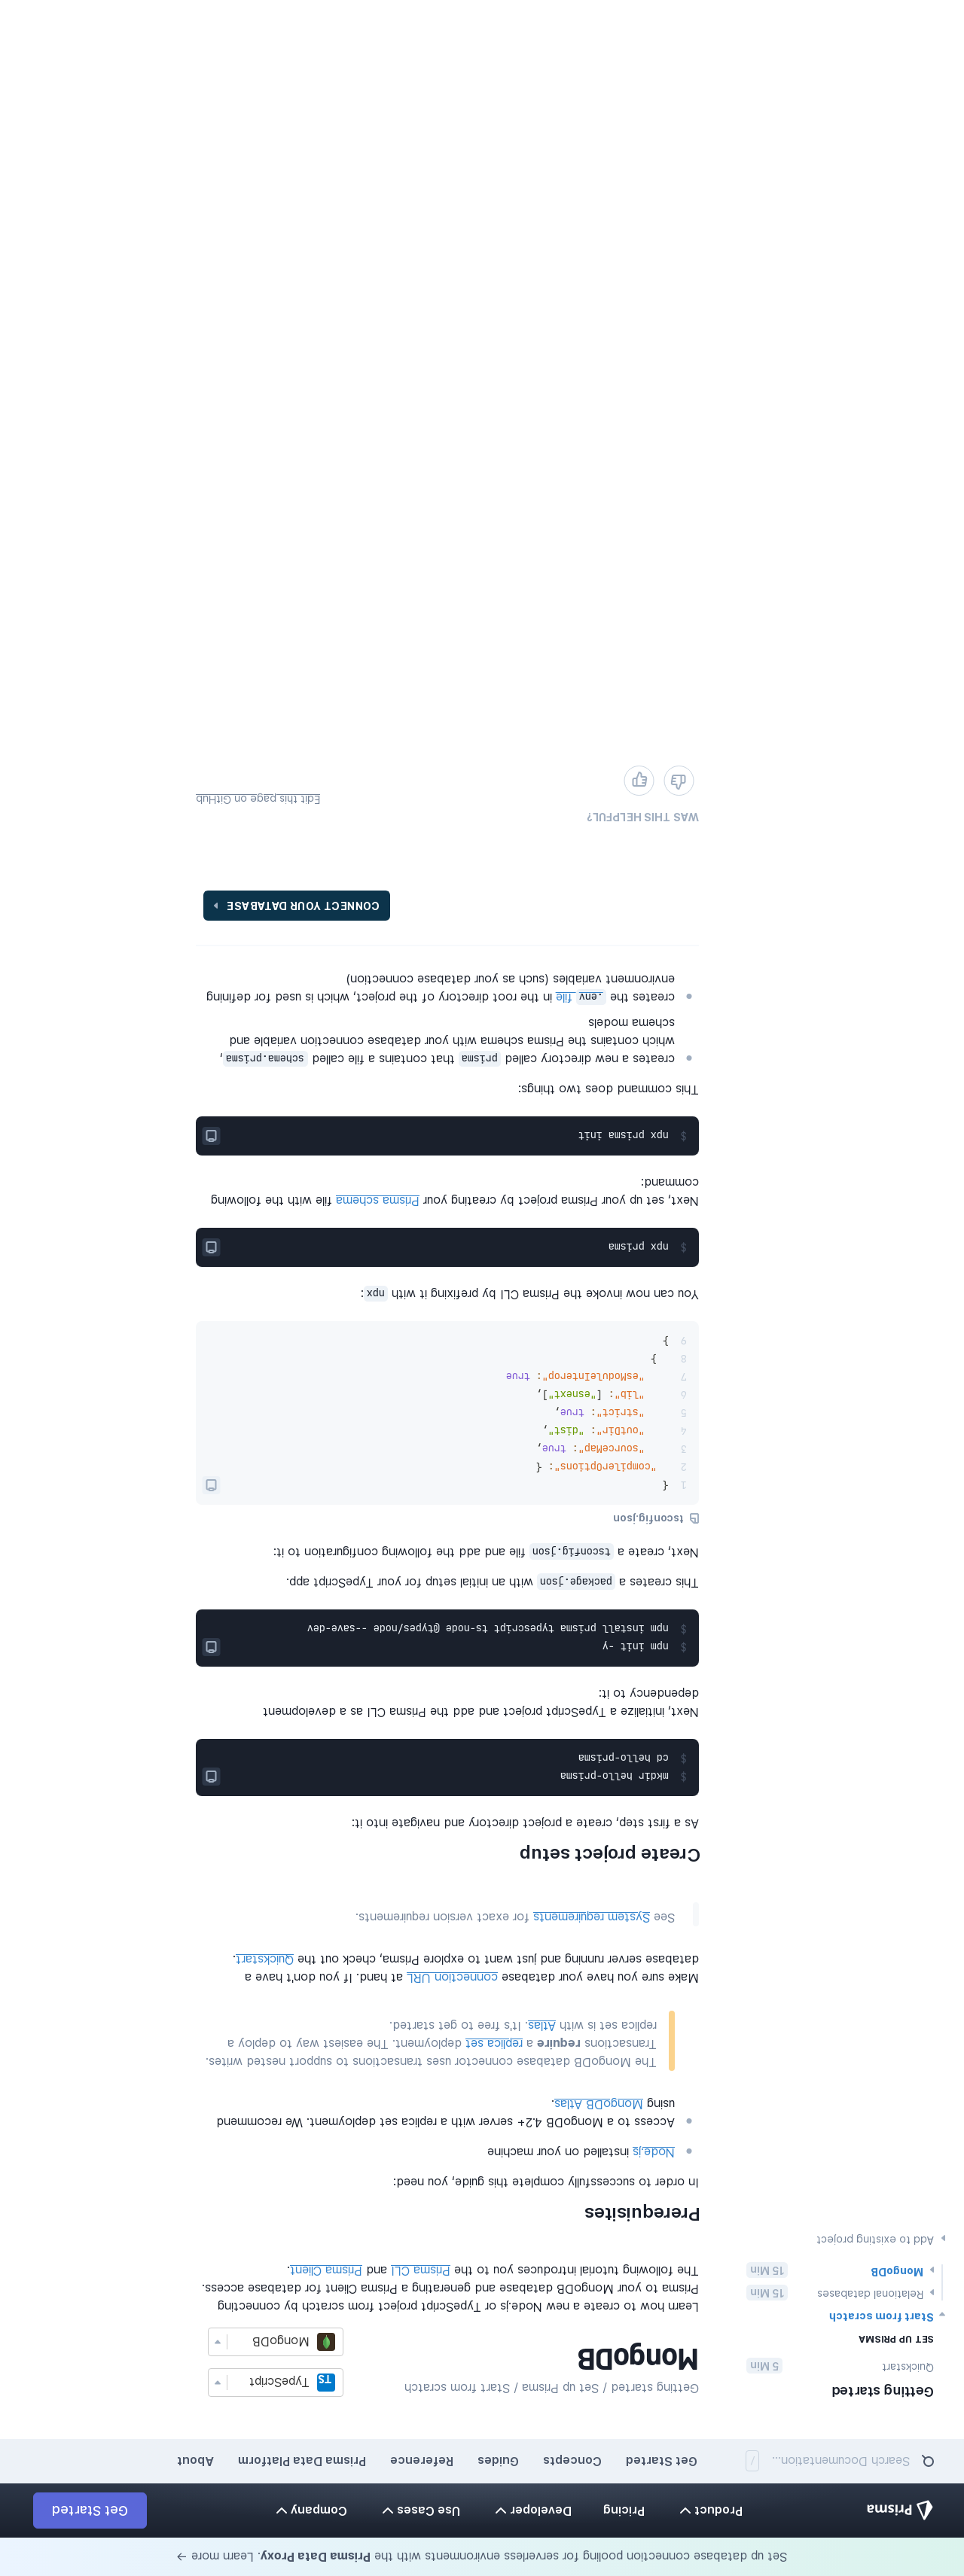 Set up database connection pooling for serverless environments with the Prisma Data Proxy. Learn more →
Prisma
Product
Pricing
Developer
Use Cases
Company
Get Started
Search Documentation... /
Get Started
Concepts
Guides
Reference
Prisma Data Platform
About
Getting started
Quickstart 5 Min
SET UP PRISMA
Start from scratch
Relational databases 15 Min
MongoDB 15 Min
Add to existing project
Getting started / Set up Prisma / Start from scratch
MongoDB
TS TypeScript
MongoDB
Learn how to create a new Node.js or TypeScript project from scratch by connecting
Prisma to your MongoDB database and generating a Prisma Client for database access.
The following tutorial introduces you to the Prisma CLI and Prisma Client.
Prerequisites
In order to successfully complete this guide, you need:
Node.js installed on your machine
Access to a MongoDB 4.2+ server with a replica set deployment. We recommend
using MongoDB Atlas.
The MongoDB database connector uses transactions to support nested writes.
Transactions require a replica set deployment. The easiest way to deploy a
replica set is with Atlas. It's free to get started.
Make sure you have your database connection URL at hand. If you don't have a
database server running and just want to explore Prisma, check out the Quickstart.
See System requirements for exact version requirements.
Create project setup
As a first step, create a project directory and navigate into it:
$ mkdir hello-prisma
$ cd hello-prisma
Next, initialize a TypeScript project and add the Prisma CLI as a development
dependency to it:
$ npm init -y
$ npm install prisma typescript ts-node @types/node --save-dev
This creates a package.json with an initial setup for your TypeScript app.
Next, create a tsconfig.json file and add the following configuration to it:
tsconfig.json
1 {
2 "compilerOptions": {
3 "sourceMap": true,
4 "outDir": "dist",
5 "strict": true,
6 "lib": ["esnext"],
7 "esModuleInterop": true
8 }
9 }
You can now invoke the Prisma CLI by prefixing it with npx:
$ npx prisma
Next, set up your Prisma project by creating your Prisma schema file with the following
command:
$ npx prisma init
This command does two things:
creates a new directory called prisma that contains a file called schema.prisma,
which contains the Prisma schema with your database connection variable and
schema models
creates the .env file in the root directory of the project, which is used for defining
environment variables (such as your database connection)
CONNECT YOUR DATABASE
WAS THIS HELPFUL?
Edit this page on GitHub